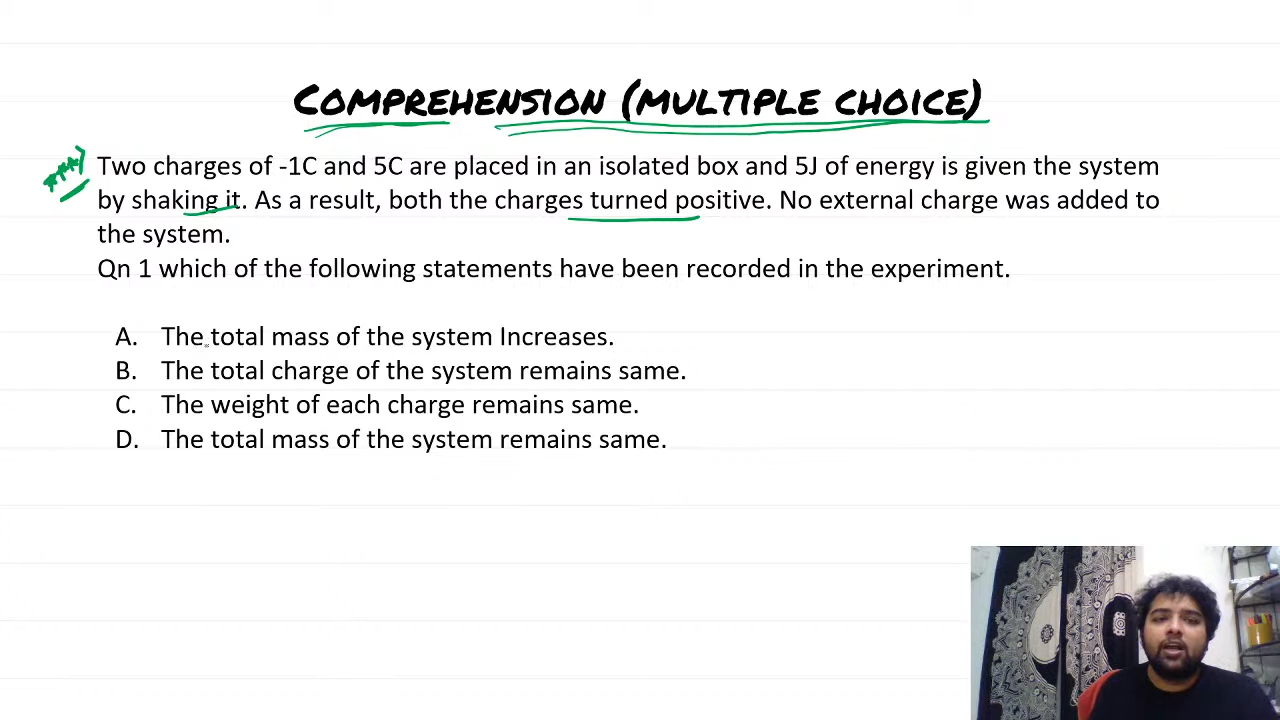 COMPREHENSION (MULTIPLE CHOICE)
Two charges of -1C and 5C are placed in an isolated box and 5J of energy is given the system
by shaking it. As a result, both the charges turned positive. No external charge was added to
the system.
Qn 1 which of the following statements have been recorded in the experiment.
A. The total mass of the system Increases.
B. The total charge of the system remains same.
C. The weight of each charge remains same.
D. The total mass of the system remains same.